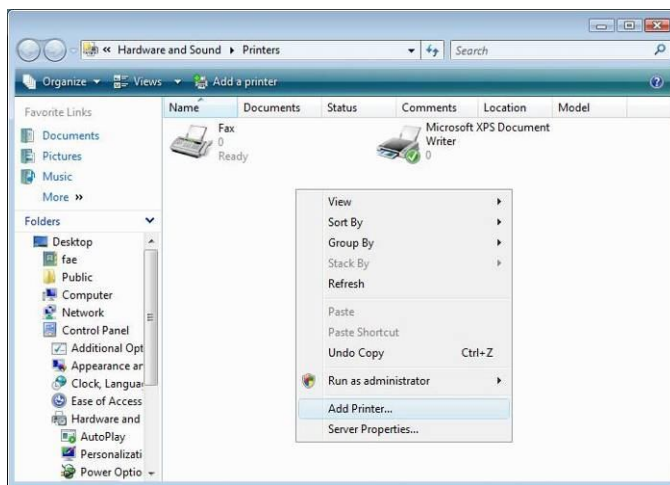 « Hardware and Sound ▸ Printers
Search
Organize Views Add a printer
Favorite Links
Documents
Pictures
Music
More »
Folders
Desktop
fae
Public
Computer
Network
Control Panel
Additional Opt
Appearance ar
Clock, Langua
Ease of Access
Hardware and
AutoPlay
Personalizati
Power Optio
Name Documents Status Comments Location Model
Fax
0
Ready
Microsoft XPS Document
Writer
0
View
Sort By
Group By
Stack By
Refresh
Paste
Paste Shortcut
Undo Copy Ctrl+Z
Run as administrator
Add Printer...
Server Properties...